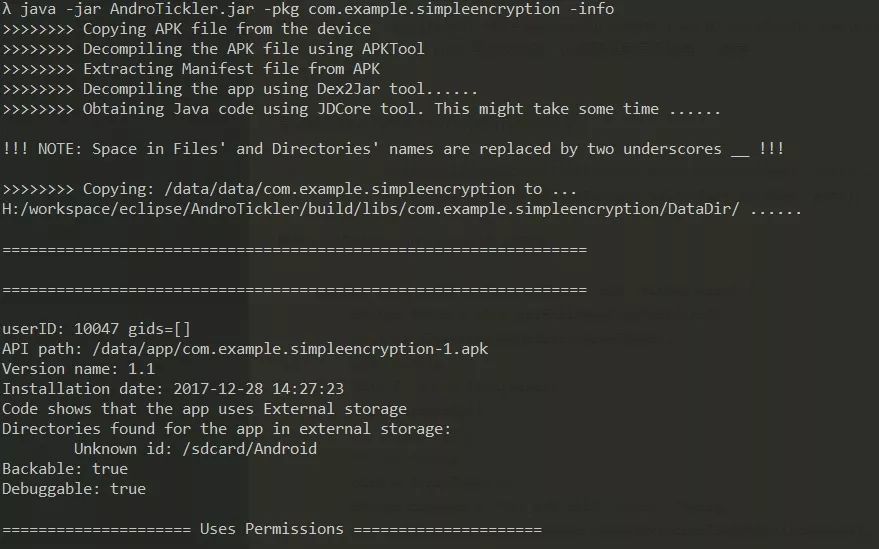 λ java -jar AndroTickler.jar -pkg com.example.simpleencryption -info
>>>>>>>> Copying APK file from the device
>>>>>>>> Decompiling the APK file using APKTool
>>>>>>>> Extracting Manifest file from APK
>>>>>>>> Decompiling the app using Dex2Jar tool......
>>>>>>>> Obtaining Java code using JDCore tool. This might take some time ......
!!! NOTE: Space in Files' and Directories' names are replaced by two underscores __ !!!
>>>>>>>> Copying: /data/data/com.example.simpleencryption to ...
H:/workspace/eclipse/AndroTickler/build/libs/com.example.simpleencryption/DataDir/ ......
=================================================================
=================================================================
userID: 10047 gids=[]
API path: /data/app/com.example.simpleencryption-1.apk
Version name: 1.1
Installation date: 2017-12-28 14:27:23
Code shows that the app uses External storage
Directories found for the app in external storage:
        Unknown id: /sdcard/Android
Backable: true
Debuggable: true
===================== Uses Permissions =====================